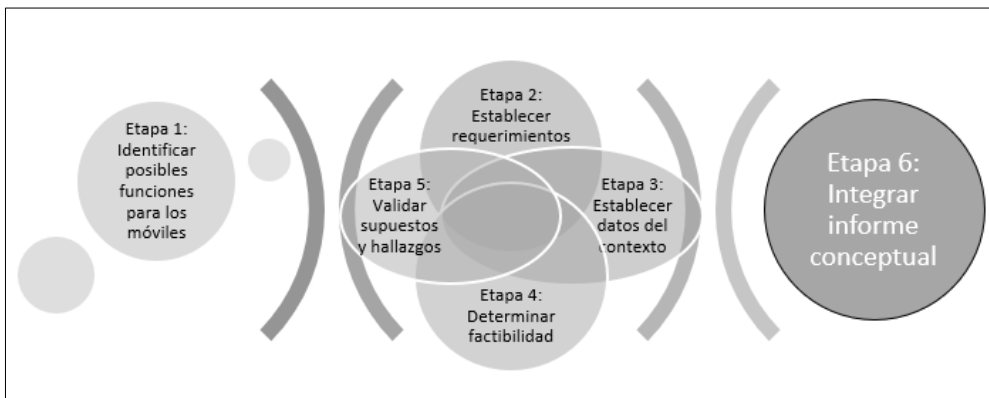 Etapa 1:
Identificar
posibles
funciones
para los
móviles
Etapa 2:
Establecer
requerimientos
Etapa 5:
Validar
supuestos
y hallazgos
Etapa 3:
Establecer
datos del
contexto
Etapa 4:
Determinar
factibilidad
Etapa 6:
Integrar
informe
conceptual